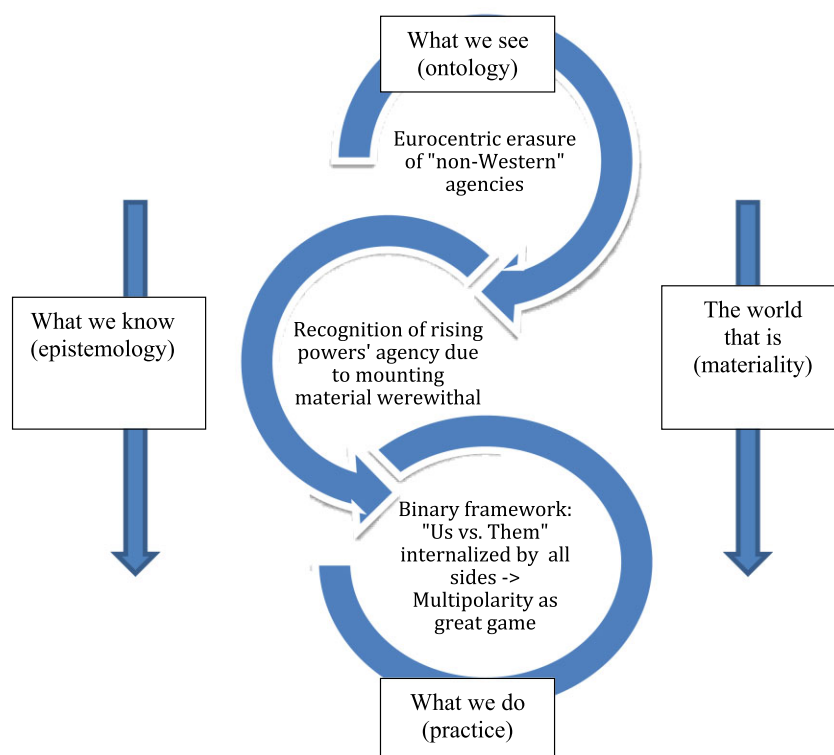 What we see
(ontology)
Eurocentric erasure
of "non-Western"
agencies
What we know
(epistemology)
Recognition of rising
powers' agency due
to mounting
material werewithal
The world
that is
(materiality)
Binary framework:
"Us vs. Them"
internalized by all
sides ->
Multipolarity as
great game
What we do
(practice)